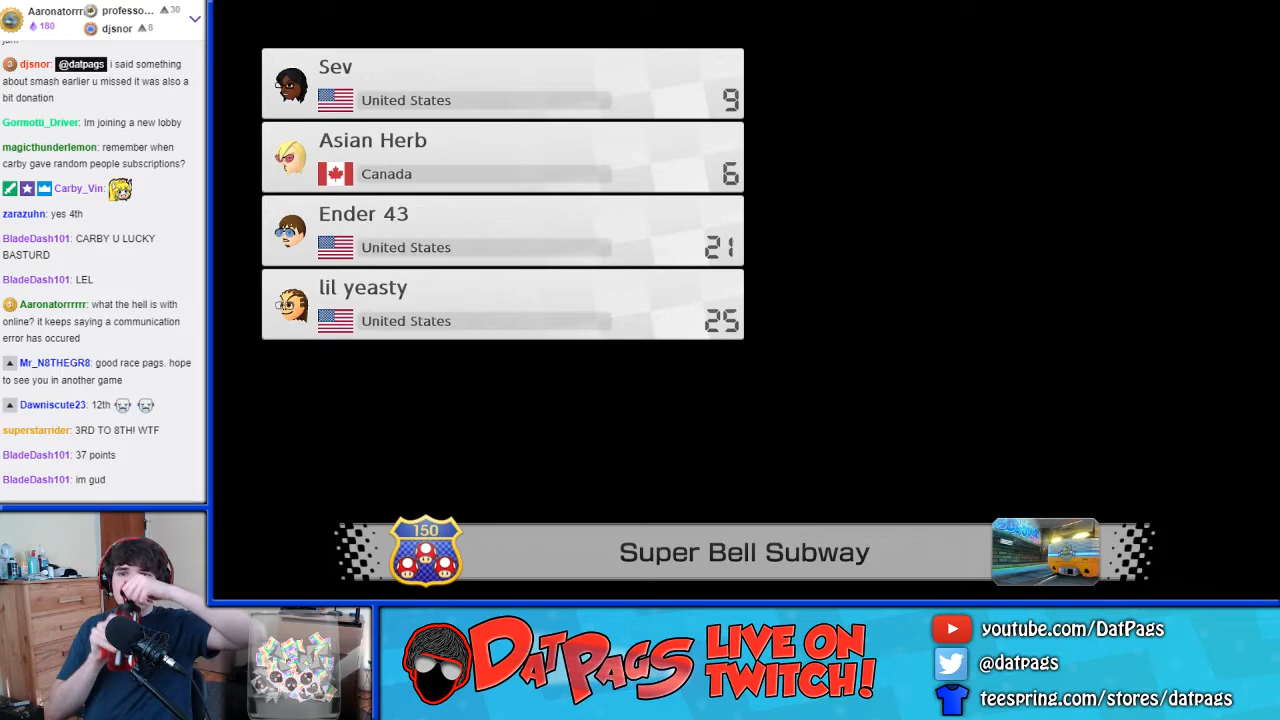 Aaronatorrr
180
professo... 30
djsnor 8
djsnor: @datpags i said something
about smash earlier u missed it was also a
bit donation
Gormotti_Driver: Im joining a new lobby
magicthunderlemon: remember when
carby gave random people subscriptions?
Carby_Vin:
zarazuhn: yes 4th
BladeDash101: CARBY U LUCKY
BASTURD
BladeDash101: LEL
Aaronatorrrrrr: what the hell is with
online? it keeps saying a communication
error has occured
Mr_N8THEGR8: good race pags. hope
to see you in another game
Dawniscute23: 12th
superstarrider: 3RD TO 8TH! WTF
BladeDash101: 37 points
BladeDash101: im gud
Sev
United States
9
Asian Herb
Canada
6
Ender 43
United States
21
lil yeasty
United States
25
150
Super Bell Subway
DATPAGS LIVE ON
TWITCH!
youtube.com/DatPags
@datpags
teespring.com/stores/datpags